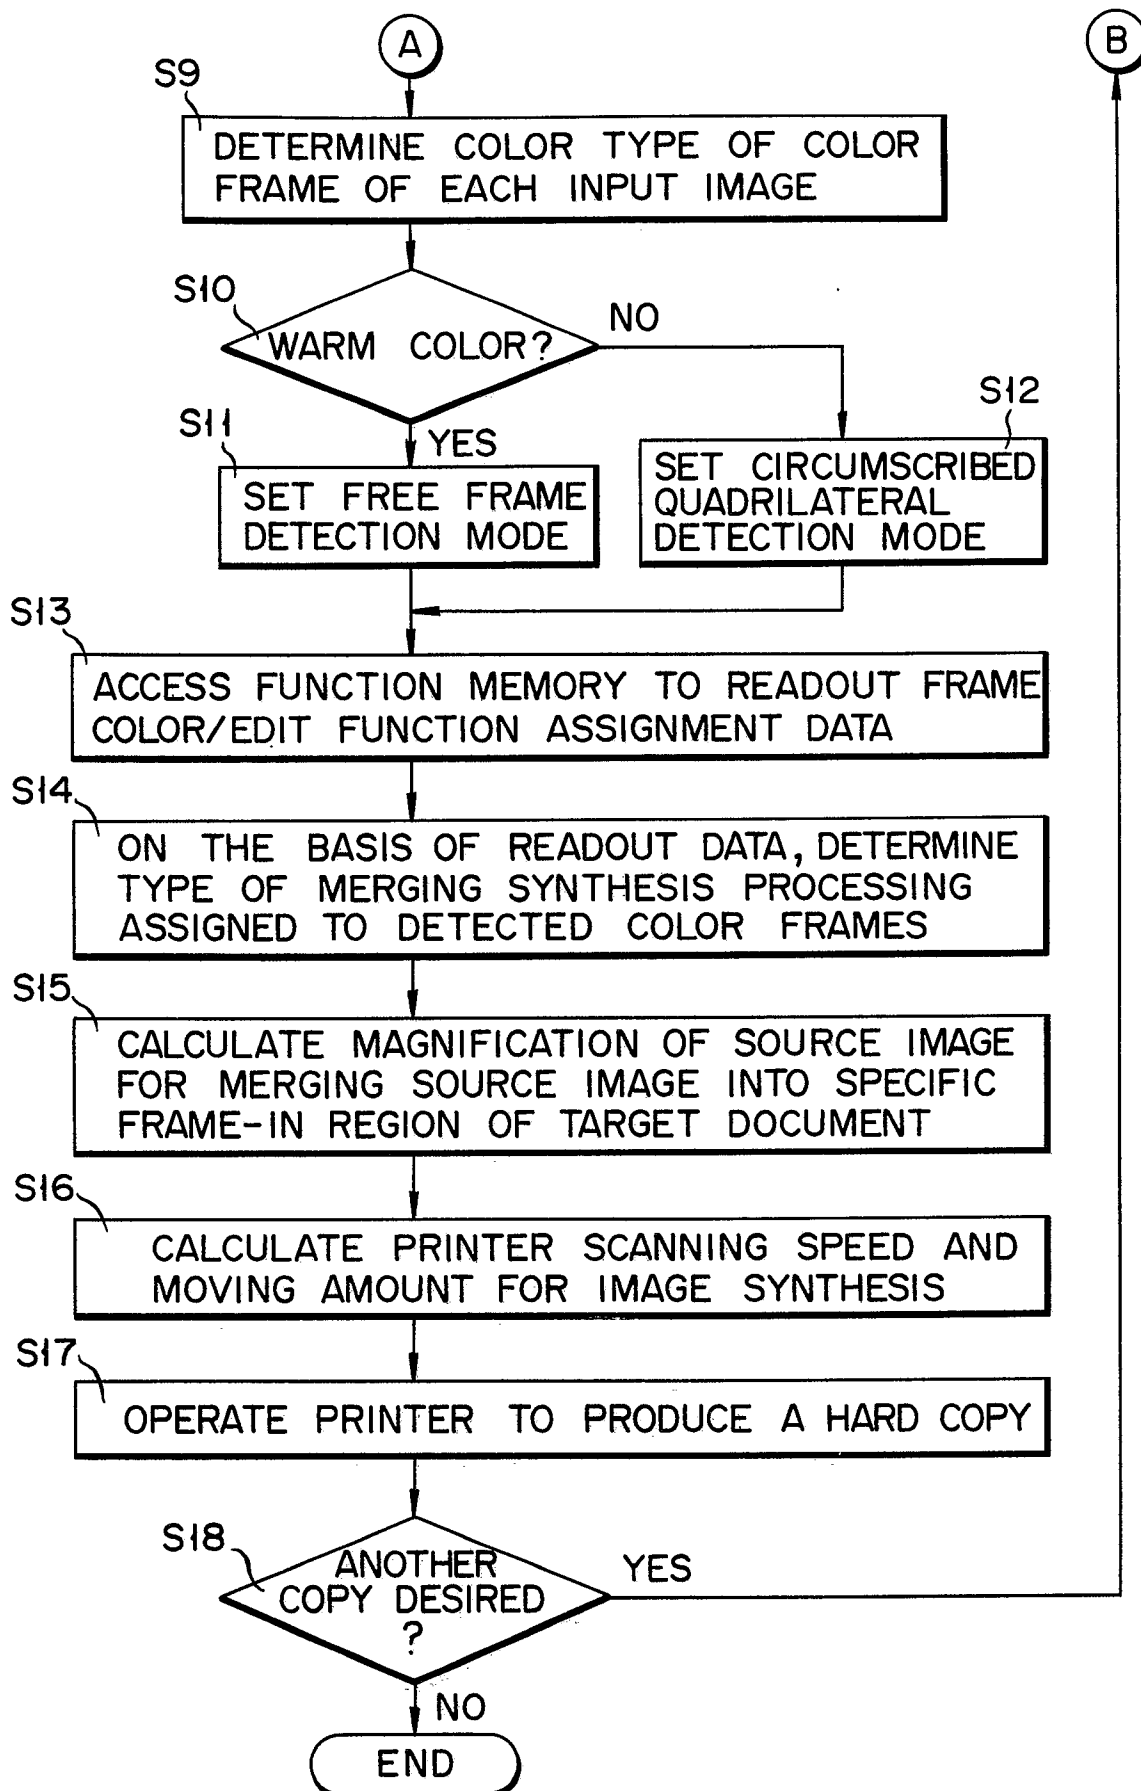 A
B
S9
DETERMINE COLOR TYPE OF COLOR
FRAME OF EACH INPUT IMAGE
S10
WARM COLOR?
NO
S11
YES
S12
SET FREE FRAME
DETECTION MODE
SET CIRCUMSCRIBED
QUADRILATERAL
DETECTION MODE
S13
ACCESS FUNCTION MEMORY TO READOUT FRAME
COLOR/EDIT FUNCTION ASSIGNMENT DATA
S14
ON THE BASIS OF READOUT DATA, DETERMINE
TYPE OF MERGING SYNTHESIS PROCESSING
ASSIGNED TO DETECTED COLOR FRAMES
S15
CALCULATE MAGNIFICATION OF SOURCE IMAGE
FOR MERGING SOURCE IMAGE INTO SPECIFIC
FRAME-IN REGION OF TARGET DOCUMENT
S16
CALCULATE PRINTER SCANNING SPEED AND
MOVING AMOUNT FOR IMAGE SYNTHESIS
S17
OPERATE PRINTER TO PRODUCE A HARD COPY
S18
ANOTHER
COPY DESIRED
?
YES
NO
END